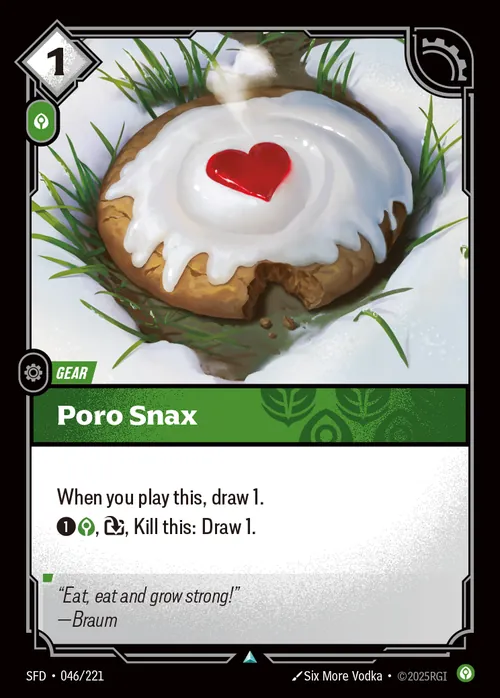 1
GEAR
Poro Snax
When you play this, draw 1.
1, , Kill this: Draw 1.
“Eat, eat and grow strong!”
—Braum
SFD • 046/221
Six More Vodka • ©2025RGI